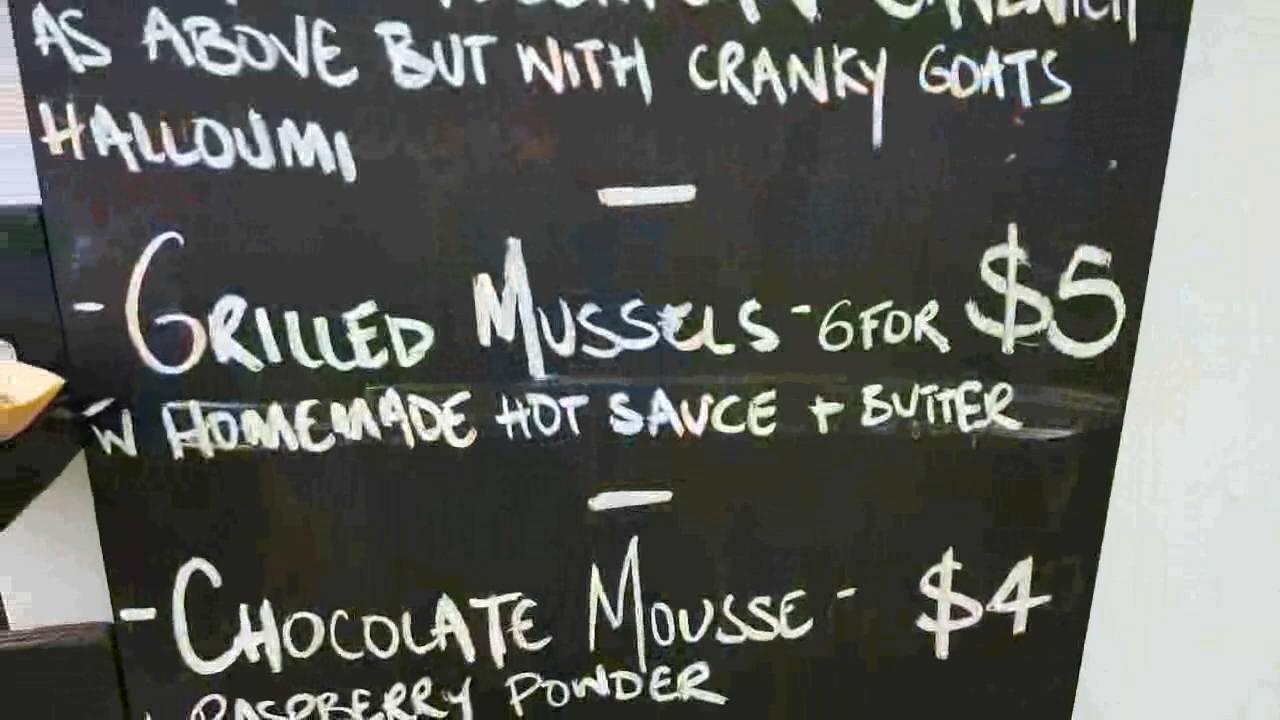 AS ABOVE BUT WITH CRANKY GOATS
HALLOUMI
- GRILLED MUSSELS - 6 FOR $5
W HOMEMADE HOT SAUCE + BUTTER
- CHOCOLATE MOUSSE - $4
RASPBERRY POWDER